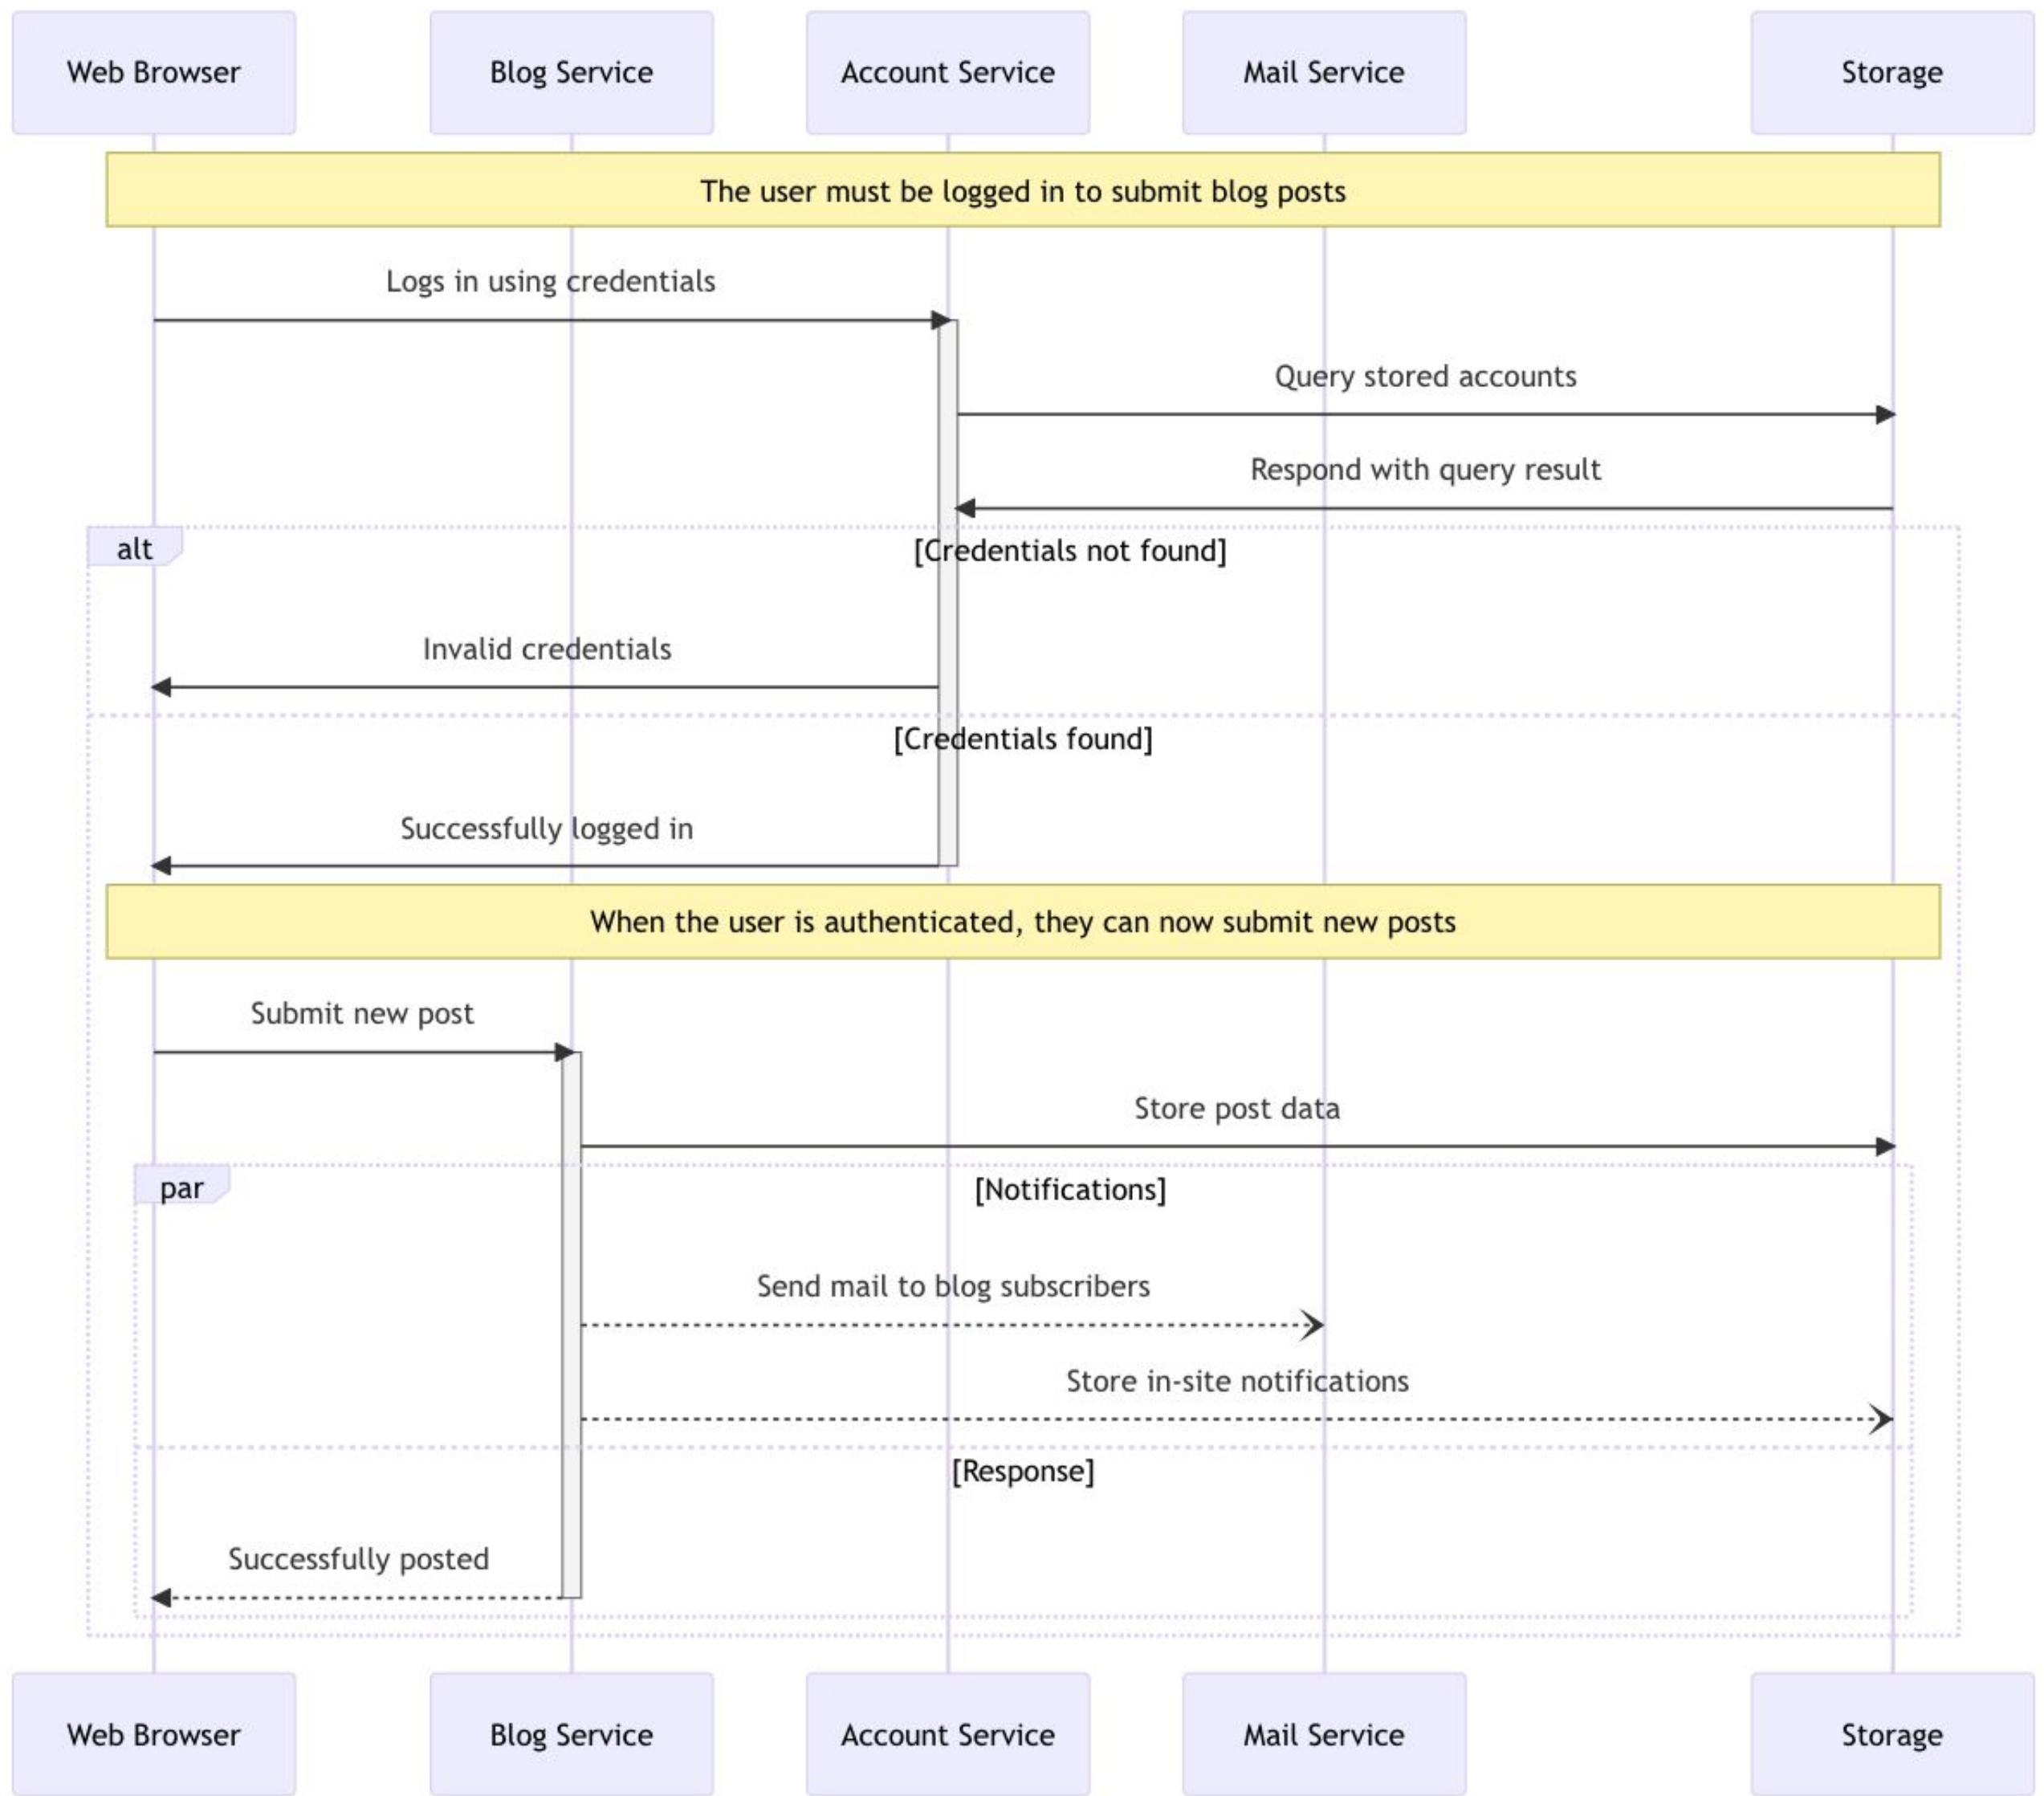 Web Browser
Blog Service
Account Service
Mail Service
Storage
The user must be logged in to submit blog posts
Logs in using credentials
Query stored accounts
Respond with query result
alt
[Credentials not found]
Invalid credentials
[Credentials found]
Successfully logged in
When the user is authenticated, they can now submit new posts
Submit new post
Store post data
par
[Notifications]
Send mail to blog subscribers
Store in-site notifications
[Response]
Successfully posted
Web Browser
Blog Service
Account Service
Mail Service
Storage